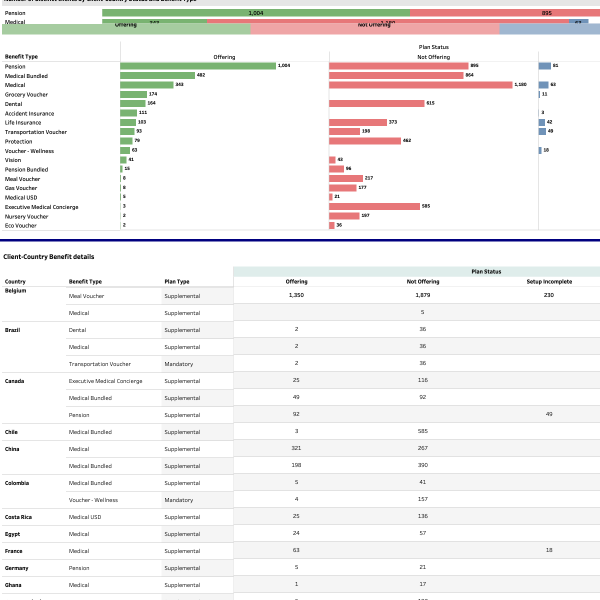 Pension 1,004 895
Medical
Offering Not Offering
Plan Status
Benefit Type Offering Not Offering
Pension 1,004 895 81
Medical Bundled 482 864
Medical 343 1,180 63
Grocery Voucher 174 11
Dental 164 615
Accident Insurance 111 3
Life Insurance 103 373 42
Transportation Voucher 93 198 49
Protection 79 463
Voucher - Wellness 63 18
Vision 41 43
Pension Bundled 15 96
Meal Voucher 8 217
Gas Voucher 8 177
Medical USD 5 21
Executive Medical Concierge 3 585
Nursery Voucher 2 197
Eco Voucher 2 36
Client-Country Benefit details
Plan Status
Country Benefit Type Plan Type Offering Not Offering Setup Incomplete
Belgium Meal Voucher Supplemental 1,350 1,879 230
Medical Supplemental 5
Brazil Dental Supplemental 2 36
Medical Supplemental 2 36
Transportation Voucher Mandatory 2 36
Canada Executive Medical Concierge Supplemental 25 116
Medical Bundled Supplemental 49 92
Pension Supplemental 92 49
Chile Medical Bundled Supplemental 3 585
China Medical Supplemental 321 267
Medical Bundled Supplemental 198 390
Colombia Medical Bundled Supplemental 5 41
Voucher - Wellness Mandatory 4 157
Costa Rica Medical USD Supplemental 25 136
Egypt Medical Supplemental 24 57
France Medical Supplemental 63 18
Germany Pension Supplemental 5 21
Ghana Medical Supplemental 1 17